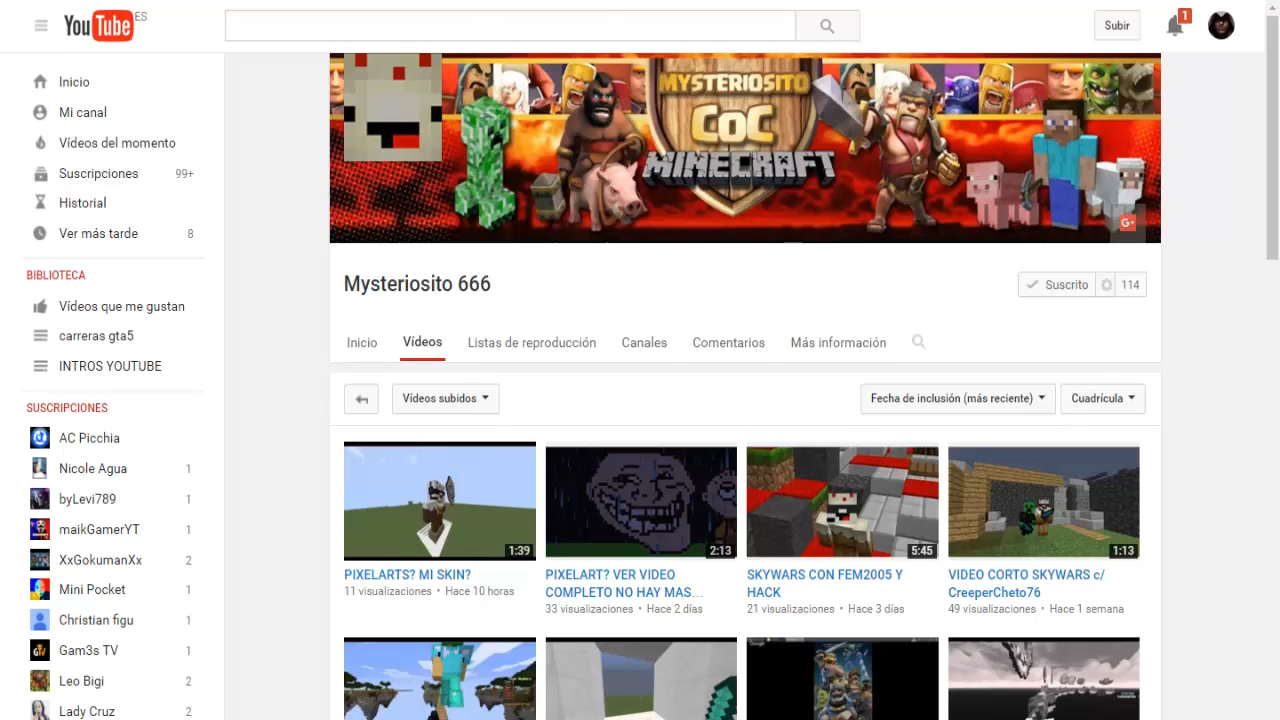 YouTube ES
Subir
1
Inicio
Mi canal
Vídeos del momento
Suscripciones 99+
Historial
Ver más tarde 8
BIBLIOTECA
Vídeos que me gustan
carreras gta5
INTROS YOUTUBE
SUSCRIPCIONES
AC Picchia
Nicole Agua 1
byLevi789 1
maikGamerYT 1
XxGokumanXx 2
Mini Pocket 1
Christian figu 1
Gam3s TV 1
Leo Bigi 2
Lady Cruz 2
MYSTERIOSITO
COC
MINECRAFT
G+
Mysteriosito 666
Suscrito 114
Inicio Vídeos Listas de reproducción Canales Comentarios Más información
Vídeos subidos Fecha de inclusión (más reciente) Cuadrícula
1:39 2:13 5:45 1:13
PIXELARTS? MI SKIN?
11 visualizaciones • Hace 10 horas
PIXELART? VER VIDEO
COMPLETO NO HAY MAS...
33 visualizaciones • Hace 2 días
SKYWARS CON FEM2005 Y
HACK
21 visualizaciones • Hace 3 días
VIDEO CORTO SKYWARS c/
CreeperCheto76
49 visualizaciones • Hace 1 semana